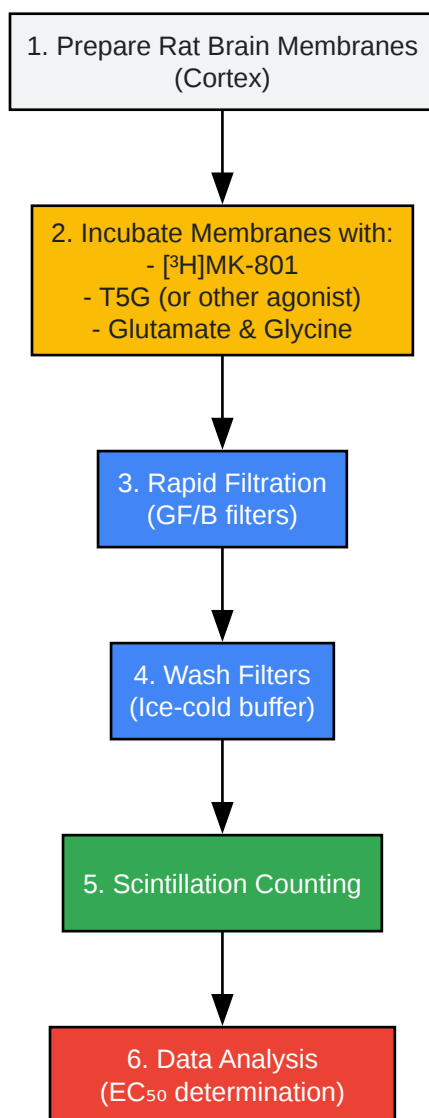 1. Prepare Rat Brain Membranes
(Cortex)
2. Incubate Membranes with:
- [³H]MK-801
- T5G (or other agonist)
- Glutamate & Glycine
3. Rapid Filtration
(GF/B filters)
4. Wash Filters
(Ice-cold buffer)
5. Scintillation Counting
6. Data Analysis
(EC₅₀ determination)